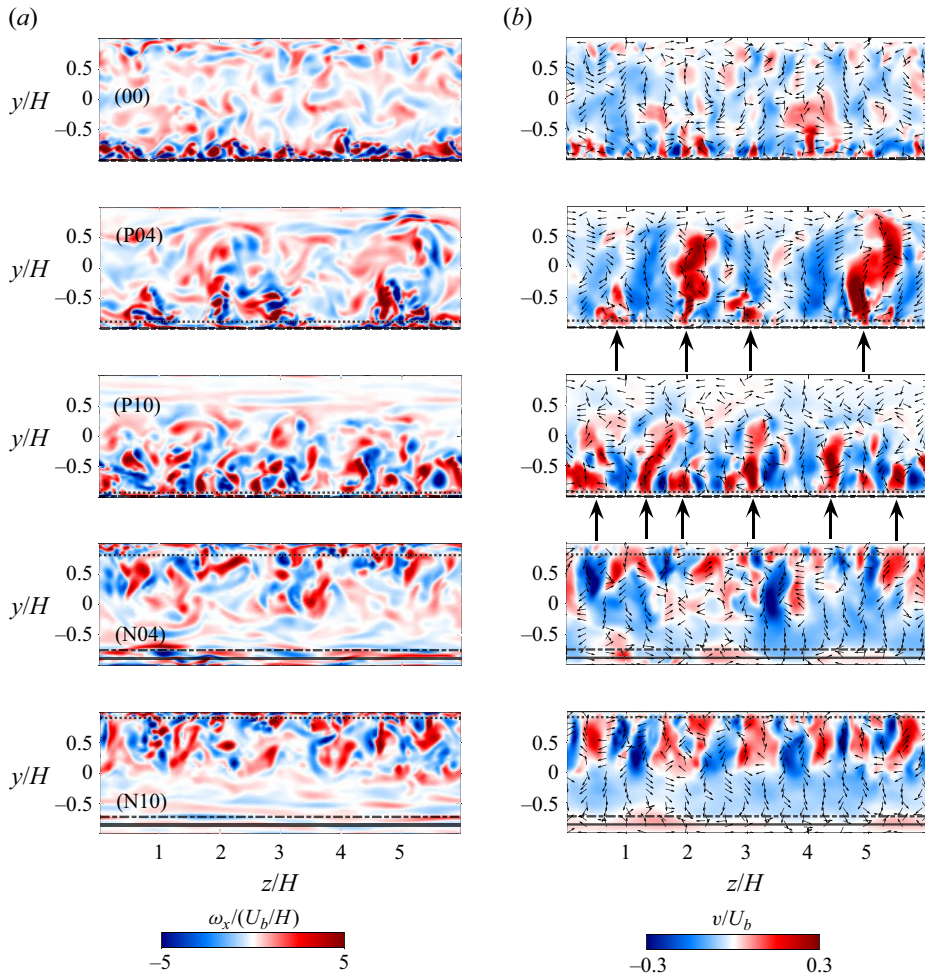 (a) (b)
y/H 0.5 0 –0.5 (00) 0.5 0 –0.5
y/H 0.5 0 –0.5 (P04) 0.5 0 –0.5
y/H 0.5 0 –0.5 (P10) 0.5 0 –0.5
y/H 0.5 0 –0.5 (N04) 0.5 0 –0.5
y/H 0.5 0 –0.5 (N10) 0.5 0 –0.5
1 2 3 4 5 1 2 3 4 5
z/H z/H
ω_x/(U_b/H) v/U_b
–5 5 –0.3 0.3